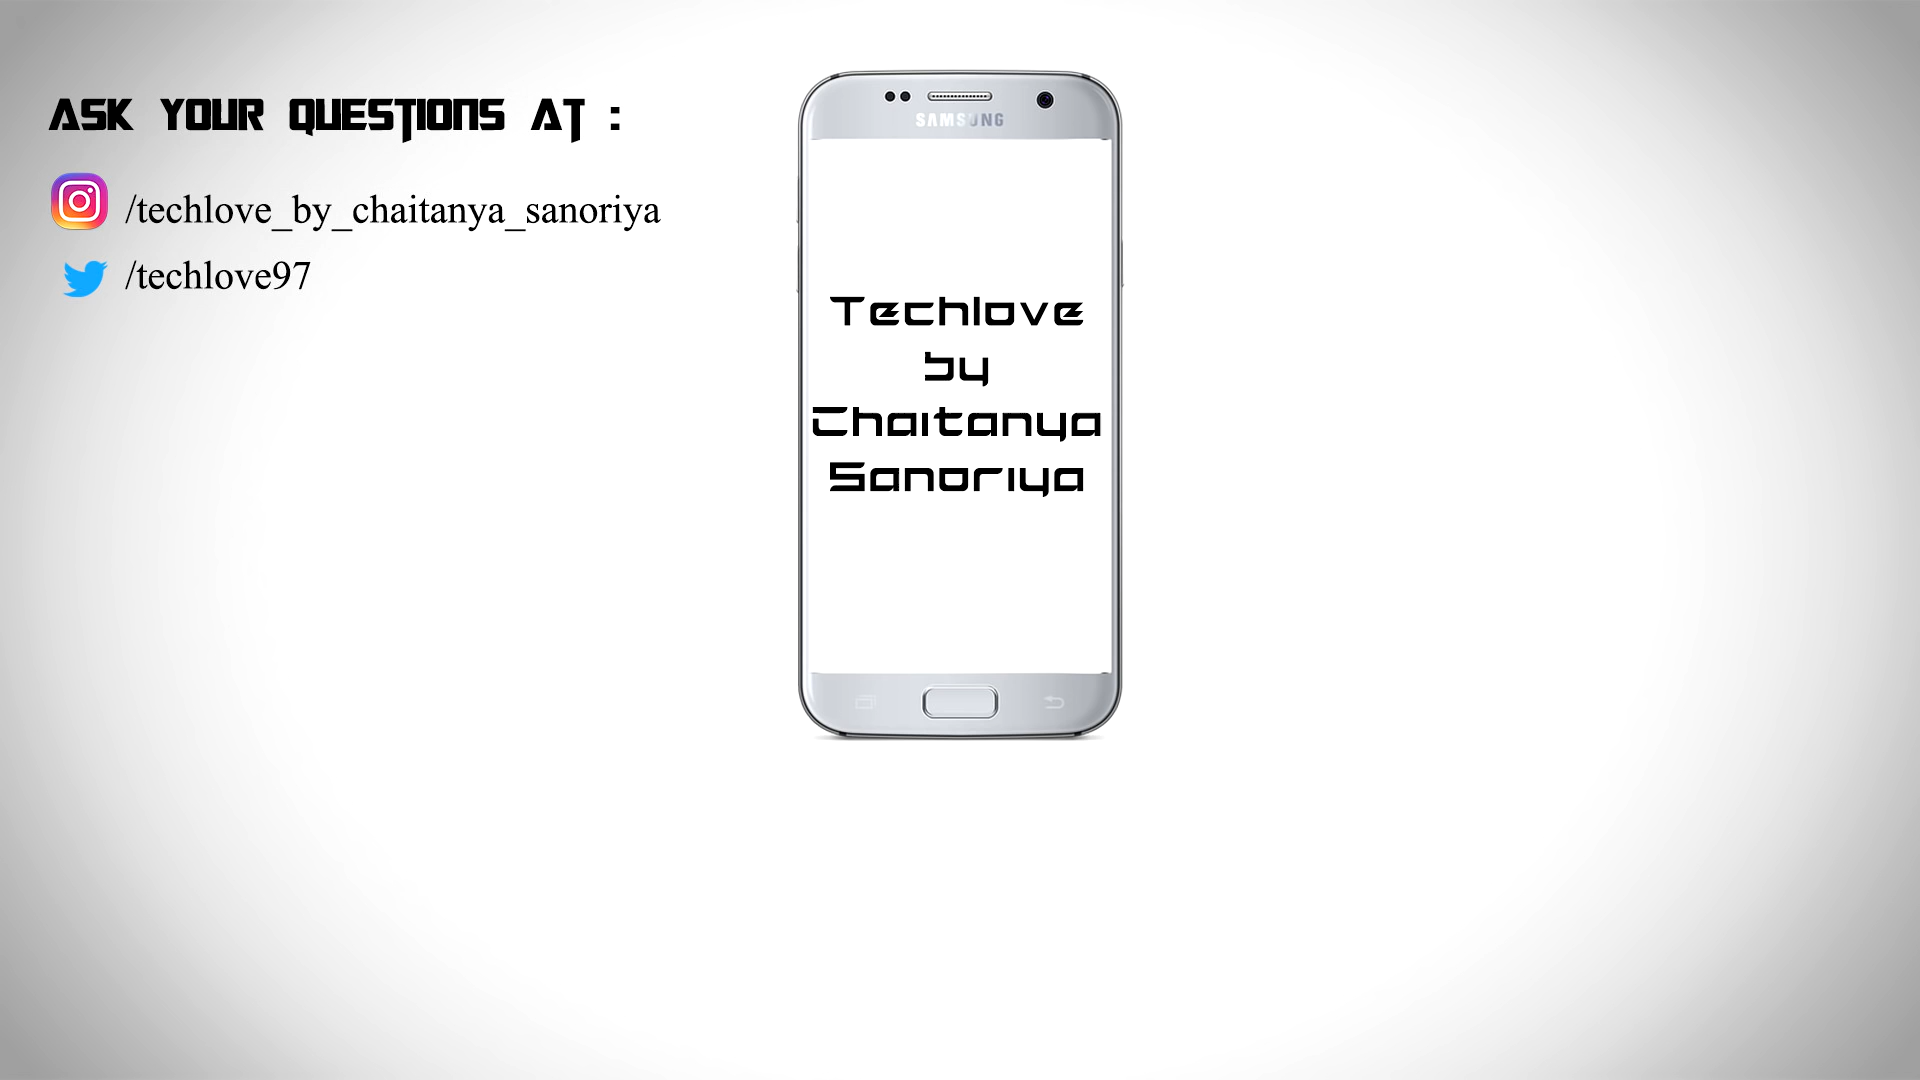 ASK YOUR QUESTIONS AT :
/techlove_by_chaitanya_sanoriya
/techlove97
SAMSUNG
Techlove
by
Chaitanya
Sanoriya